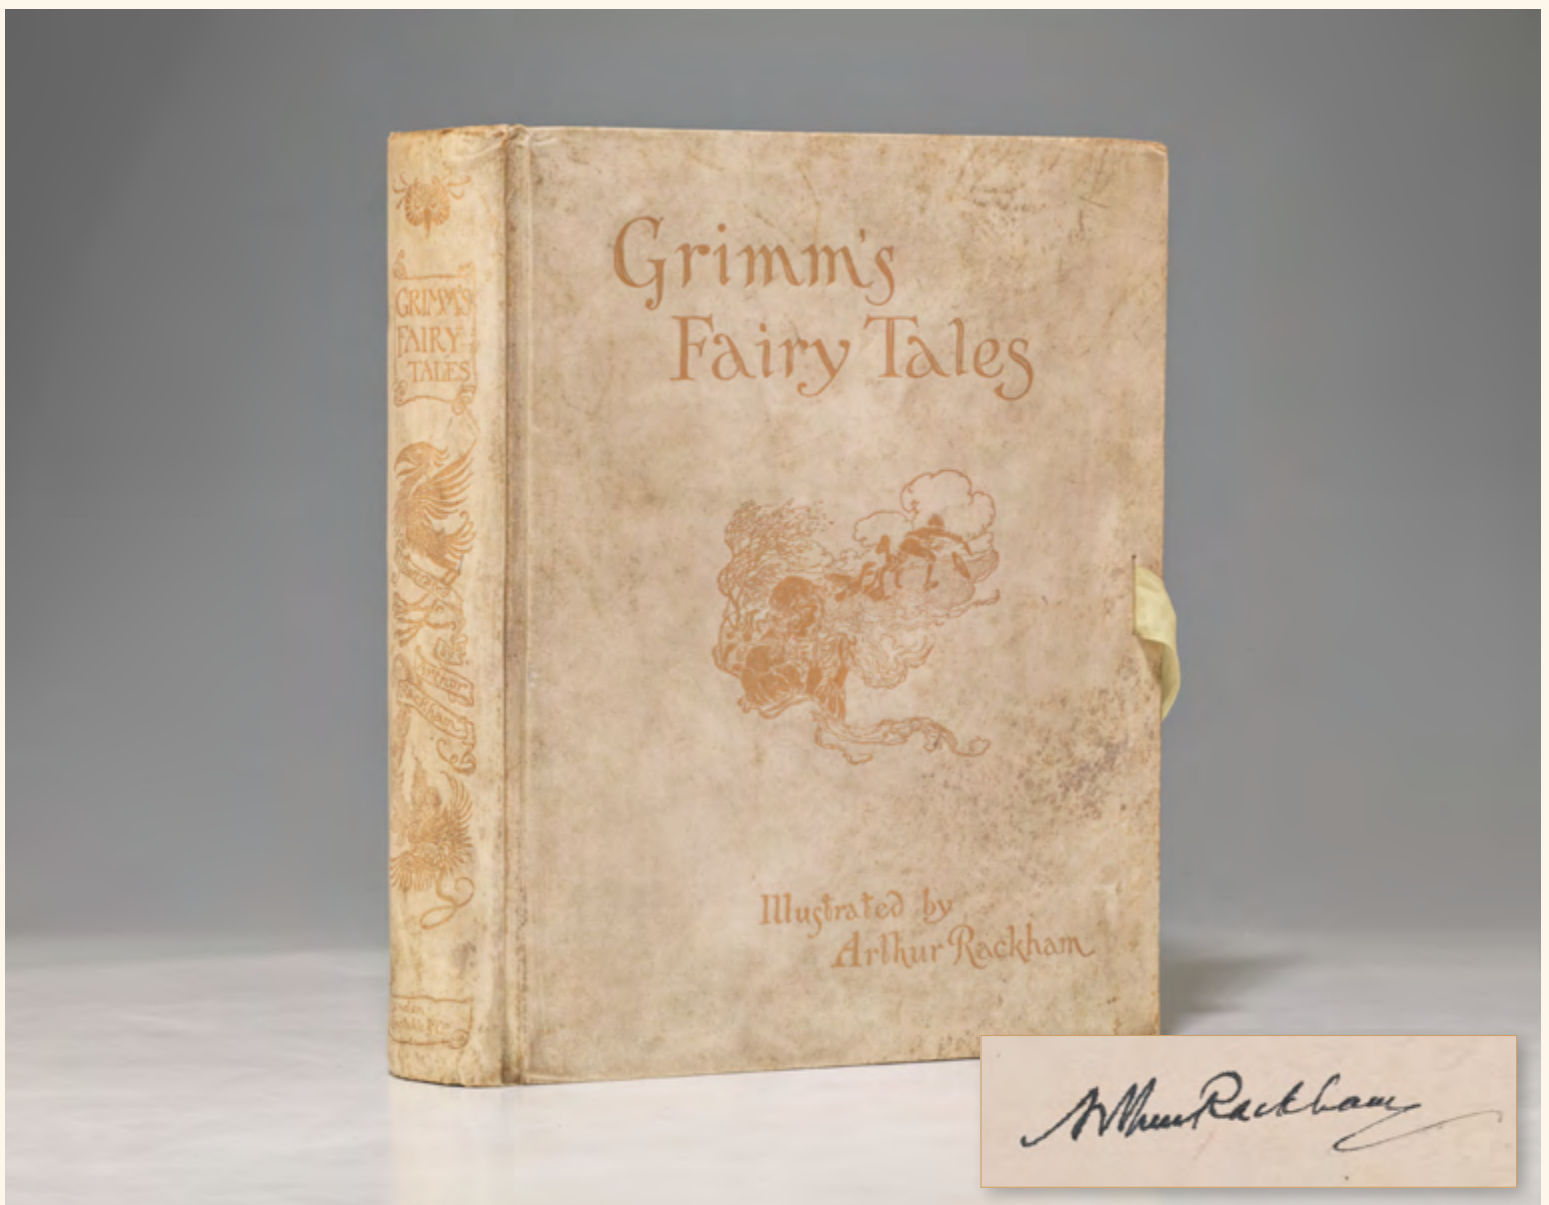 GRIMM'S
FAIRY
TALES
Grimm's
Fairy Tales
Illustrated by
Arthur Rackham
Arthur Rackham